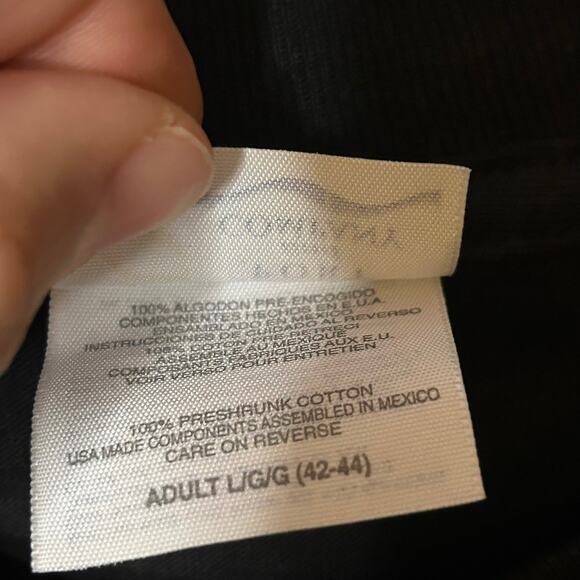 100% ALGODON PRE-ENCOGIDO
COMPONENTES HECHOS EN E.U.A.
ENSAMBLADO EN MEXICO
INSTRUCCIONES DE CUIDADO AL REVERSO
100% COTON PRERETRECI
ASSEMBLE AU MEXIQUE
COMPOSANTS FABRIQUES AUX E.U.
VOIR VERSO POUR ENTRETIEN
100% PRESHRUNK COTTON
USA MADE COMPONENTS ASSEMBLED IN MEXICO
CARE ON REVERSE
ADULT L/G/G (42-44)